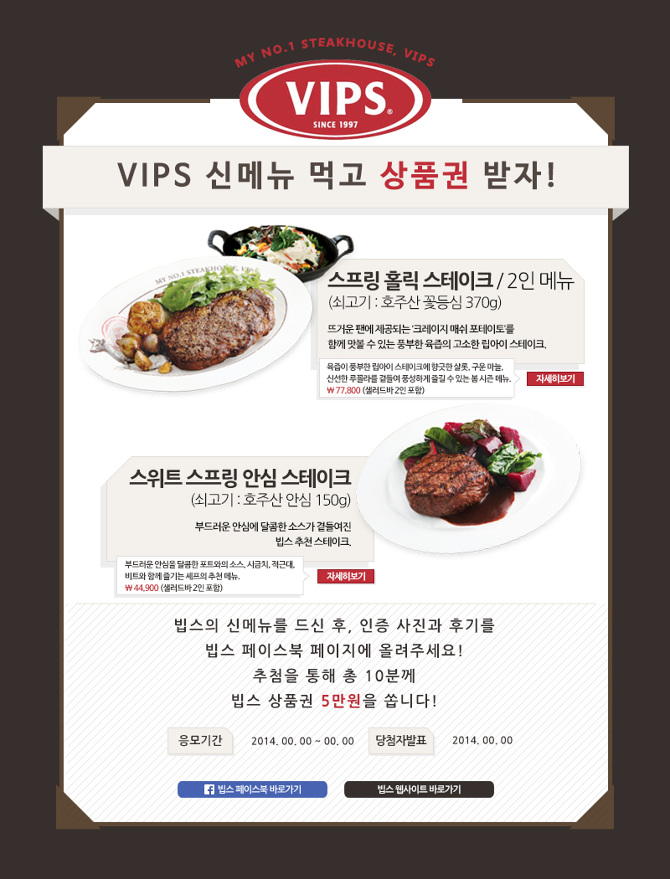 MY NO.1 STEAKHOUSE, VIPS
VIPS
SINCE 1997
VIPS 신메뉴 먹고 상품권 받자!
MY NO.1 STEAKHOUSE, VIPS
스프링 홀릭 스테이크 / 2인 메뉴
(쇠고기 : 호주산 꽃등심 370g)
뜨거운 팬에 제공되는 '크레이지 매쉬 포테이토'를
함께 맛볼 수 있는 풍부한 육즙의 고소한 립아이 스테이크.
육즙이 풍부한 립아이 스테이크에 향긋한 샬롯, 구운 마늘,
신선한 루꼴라를 곁들여 풍성하게 즐길 수 있는 봄 시즌 메뉴.
₩ 77,800 (샐러드바 2인 포함)
자세히보기
스위트 스프링 안심 스테이크
(쇠고기 : 호주산 안심 150g)
부드러운 안심에 달콤한 소스가 곁들여진
빕스 추천 스테이크.
부드러운 안심을 달콤한 포트와의 소스, 시금치, 적근대,
비트와 함께 즐기는 셰프의 추천 메뉴.
₩ 44,900 (샐러드바 2인 포함)
자세히보기
빕스의 신메뉴를 드신 후, 인증 사진과 후기를
빕스 페이스북 페이지에 올려주세요!
추첨을 통해 총 10분께
빕스 상품권 5만원을 쏩니다!
응모기간 2014. 00. 00 ~ 00. 00 당첨자발표 2014. 00. 00
빕스 페이스북 바로가기 빕스 웹사이트 바로가기